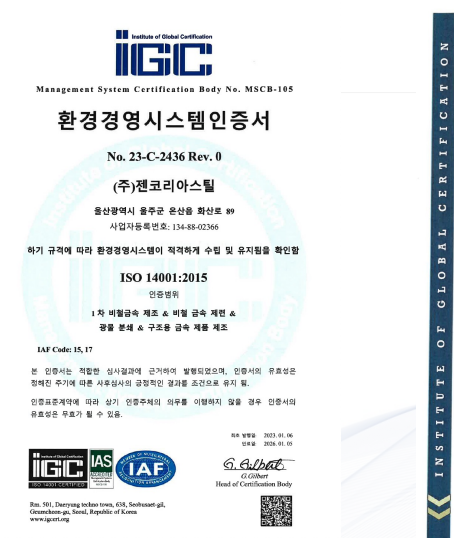 Institute of Global Certification
IGC
Management System Certification Body No. MSCB-105
환경경영시스템인증서
No. 23-C-2436 Rev. 0
(주)젠코리아스틸
울산광역시 울주군 온산읍 화산로 89
사업자등록번호: 134-88-02366
하기 규격에 따라 환경경영시스템이 적격하게 수립 및 유지됨을 확인함
ISO 14001:2015
인증범위
1차 비철금속 제조 & 비철 금속 제련 &
광물 분쇄 & 구조용 금속 제품 제조
IAF Code: 15, 17
본 인증서는 적합한 심사결과에 근거하여 발행되었으며, 인증서의 유효성은
정해진 주기에 따른 사후심사의 긍정적인 결과를 조건으로 유지 됨.
인증표준계약에 따라 상기 인증주체의 의무를 이행하지 않을 경우 인증서의
유효성은 무효가 될 수 있음.
최초 발행일 2023. 01. 06
만료일 2026. 01. 05
Institute of Global Certification
IGC
ISO 14001 CERTIFIED
IAS
ACCREDITED
IAF
G. Gilbert
G.Gilbert
Head of Certification Body
Rm. 501, Daeryung techno town, 638, Seobusaet-gil,
Geumcheon-gu, Seoul, Republic of Korea
www.igcert.org
INSTITUTE OF GLOBAL CERTIFICATION